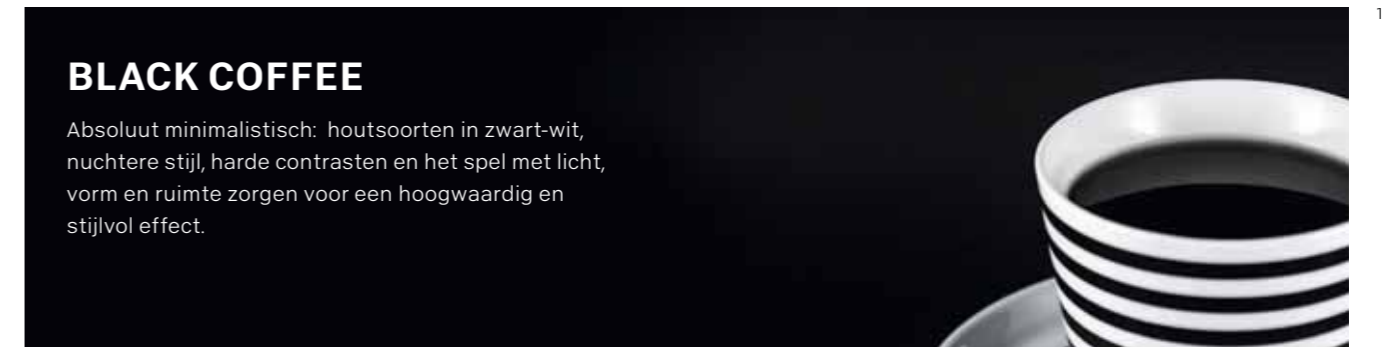 BLACK COFFEE
Absoluut minimalistisch:  houtsoorten in zwart-wit,
nuchtere stijl, harde contrasten en het spel met licht,
vorm en ruimte zorgen voor een hoogwaardig en
stijlvol effect.
1